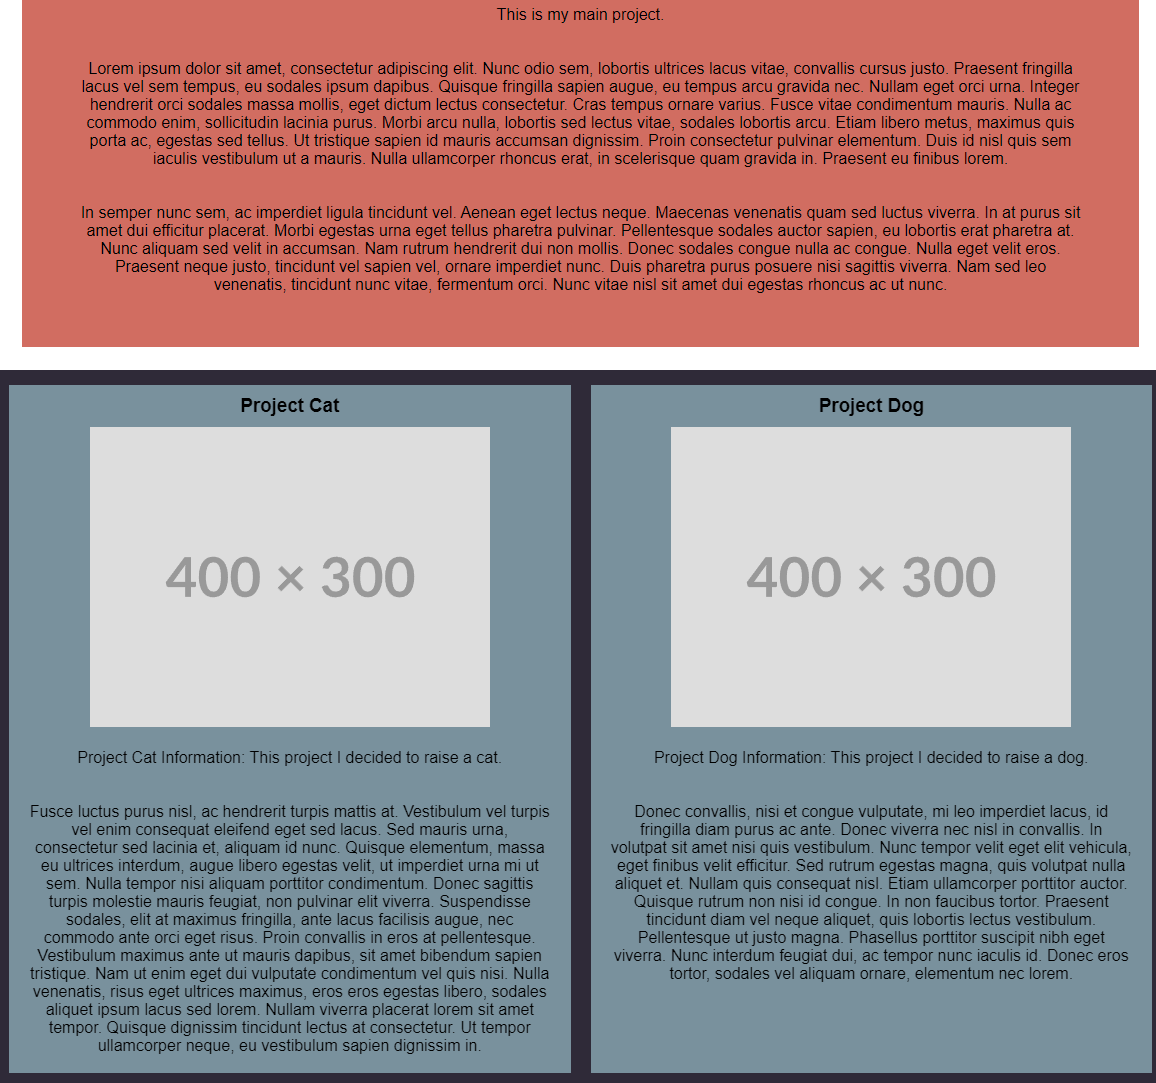 This is my main project.
Lorem ipsum dolor sit amet, consectetur adipiscing elit. Nunc odio sem, lobortis ultrices lacus vitae, convallis cursus justo. Praesent fringilla
lacus vel sem tempus, eu sodales ipsum dapibus. Quisque fringilla sapien augue, eu tempus arcu gravida nec. Nullam eget orci urna. Integer
hendrerit orci sodales massa mollis, eget dictum lectus consectetur. Cras tempus ornare varius. Fusce vitae condimentum mauris. Nulla ac
commodo enim, sollicitudin lacinia purus. Morbi arcu nulla, lobortis sed lectus vitae, sodales lobortis arcu. Etiam libero metus, maximus quis
porta ac, egestas sed tellus. Ut tristique sapien id mauris accumsan dignissim. Proin consectetur pulvinar elementum. Duis id nisl quis sem
iaculis vestibulum ut a mauris. Nulla ullamcorper rhoncus erat, in scelerisque quam gravida in. Praesent eu finibus lorem.
In semper nunc sem, ac imperdiet ligula tincidunt vel. Aenean eget lectus neque. Maecenas venenatis quam sed luctus viverra. In at purus sit
amet dui efficitur placerat. Morbi egestas urna eget tellus pharetra pulvinar. Pellentesque sodales auctor sapien, eu lobortis erat pharetra at.
Nunc aliquam sed velit in accumsan. Nam rutrum hendrerit dui non mollis. Donec sodales congue nulla ac congue. Nulla eget velit eros.
Praesent neque justo, tincidunt vel sapien vel, ornare imperdiet nunc. Duis pharetra purus posuere nisi sagittis viverra. Nam sed leo
venenatis, tincidunt nunc vitae, fermentum orci. Nunc vitae nisl sit amet dui egestas rhoncus ac ut nunc.
Project Cat
400 × 300
Project Cat Information: This project I decided to raise a cat.
Fusce luctus purus nisl, ac hendrerit turpis mattis at. Vestibulum vel turpis
vel enim consequat eleifend eget sed lacus. Sed mauris urna,
consectetur sed lacinia et, aliquam id nunc. Quisque elementum, massa
eu ultrices interdum, augue libero egestas velit, ut imperdiet urna mi ut
sem. Nulla tempor nisi aliquam porttitor condimentum. Donec sagittis
turpis molestie mauris feugiat, non pulvinar elit viverra. Suspendisse
sodales, elit at maximus fringilla, ante lacus facilisis augue, nec
commodo ante orci eget risus. Proin convallis in eros at pellentesque.
Vestibulum maximus ante ut mauris dapibus, sit amet bibendum sapien
tristique. Nam ut enim eget dui vulputate condimentum vel quis nisi. Nulla
venenatis, risus eget ultrices maximus, eros eros egestas libero, sodales
aliquet ipsum lacus sed lorem. Nullam viverra placerat lorem sit amet
tempor. Quisque dignissim tincidunt lectus at consectetur. Ut tempor
ullamcorper neque, eu vestibulum sapien dignissim in.
Project Dog
400 × 300
Project Dog Information: This project I decided to raise a dog.
Donec convallis, nisi et congue vulputate, mi leo imperdiet lacus, id
fringilla diam purus ac ante. Donec viverra nec nisl in convallis. In
volutpat sit amet nisi quis vestibulum. Nunc tempor velit eget elit vehicula,
eget finibus velit efficitur. Sed rutrum egestas magna, quis volutpat nulla
aliquet et. Nullam quis consequat nisl. Etiam ullamcorper porttitor auctor.
Quisque rutrum non nisi id congue. In non faucibus tortor. Praesent
tincidunt diam vel neque aliquet, quis lobortis lectus vestibulum.
Pellentesque ut justo magna. Phasellus porttitor suscipit nibh eget
viverra. Nunc interdum feugiat dui, ac tempor nunc iaculis id. Donec eros
tortor, sodales vel aliquam ornare, elementum nec lorem.